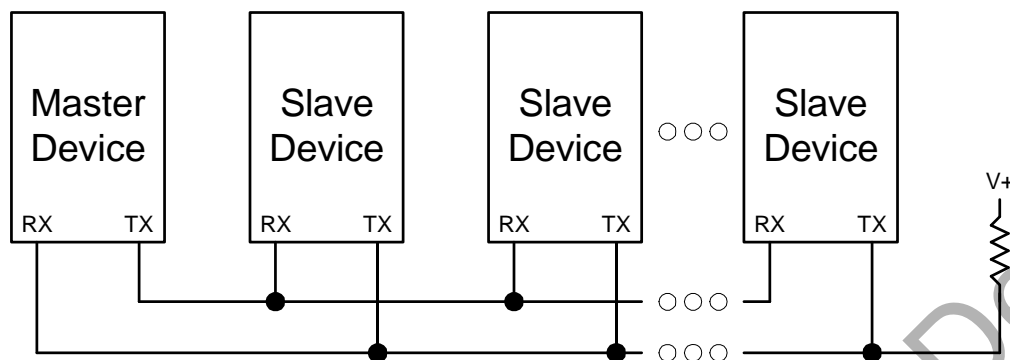 Master
Device
Slave
Device
Slave
Device
Slave
Device
V+
RX TX
RX TX
RX TX
RX TX